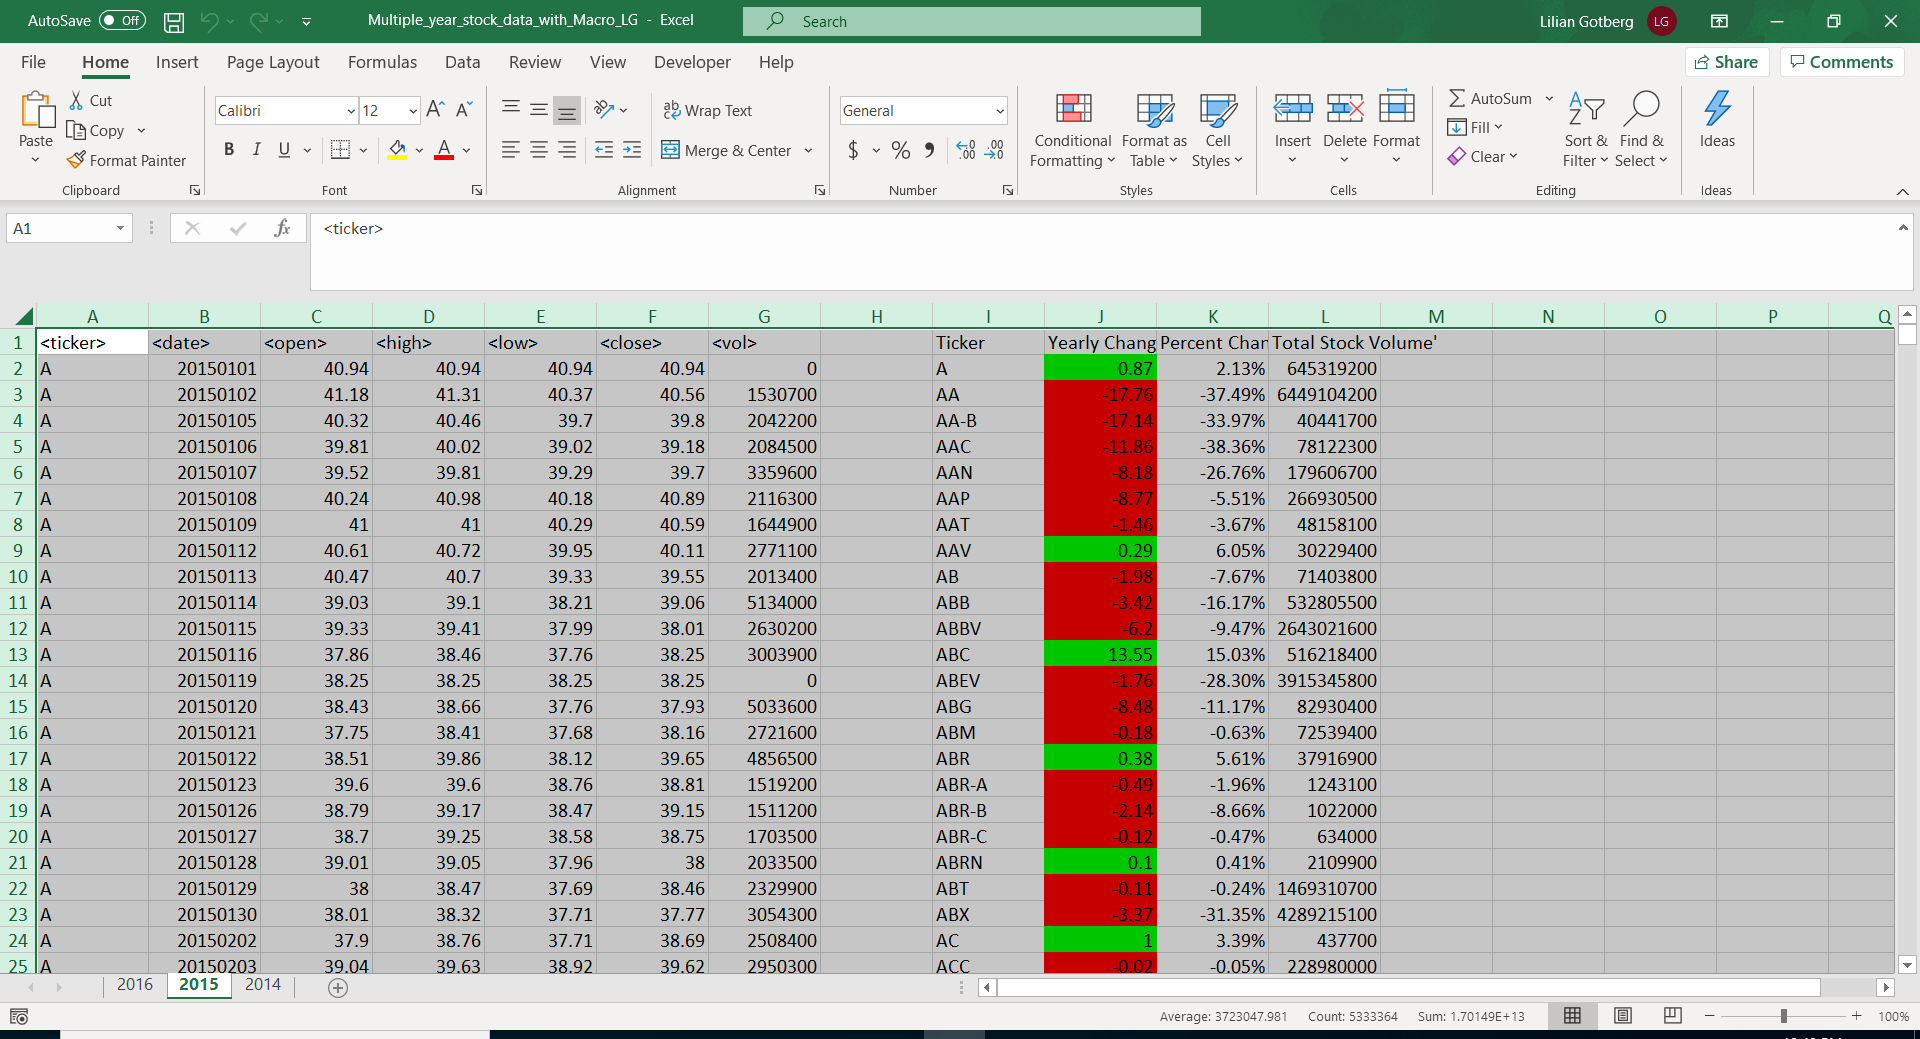 AutoSave Off Multiple_year_stock_data_with_Macro_LG - Excel Search Lilian Gotberg LG
File Home Insert Page Layout Formulas Data Review View Developer Help Share Comments
Paste Cut Copy Format Painter Clipboard
Calibri 12 B I U A Font
Wrap Text Merge & Center Alignment
General $ % Number
Conditional Formatting Format as Table Cell Styles Styles
Insert Delete Format Cells
AutoSum Fill Clear Sort & Filter Find & Select Editing
Ideas Ideas
A1 fx <ticker>
A B C D E F G H I J K L M N O P Q
1 <ticker> <date> <open> <high> <low> <close> <vol> Ticker Yearly Chang Percent Char Total Stock Volume'
2 A 20150101 40.94 40.94 40.94 40.94 0 A 0.87 2.13% 645319200
3 A 20150102 41.18 41.31 40.37 40.56 1530700 AA -17.76 -37.49% 6449104200
4 A 20150105 40.32 40.46 39.7 39.8 2042200 AA-B -17.14 -33.97% 40441700
5 A 20150106 39.81 40.02 39.02 39.18 2084500 AAC -11.86 -38.36% 78122300
6 A 20150107 39.52 39.81 39.29 39.7 3359600 AAN -8.18 -26.76% 179606700
7 A 20150108 40.24 40.98 40.18 40.89 2116300 AAP -8.77 -5.51% 266930500
8 A 20150109 41 41 40.29 40.59 1644900 AAT -1.46 -3.67% 48158100
9 A 20150112 40.61 40.72 39.95 40.11 2771100 AAV 0.29 6.05% 30229400
10 A 20150113 40.47 40.7 39.33 39.55 2013400 AB -1.98 -7.67% 71403800
11 A 20150114 39.03 39.1 38.21 39.06 5134000 ABB -3.42 -16.17% 532805500
12 A 20150115 39.33 39.41 37.99 38.01 2630200 ABBV -6.2 -9.47% 2643021600
13 A 20150116 37.86 38.46 37.76 38.25 3003900 ABC 13.55 15.03% 516218400
14 A 20150119 38.25 38.25 38.25 38.25 0 ABEV -1.76 -28.30% 3915345800
15 A 20150120 38.43 38.66 37.76 37.93 5033600 ABG -8.48 -11.17% 82930400
16 A 20150121 37.75 38.41 37.68 38.16 2721600 ABM -0.18 -0.63% 72539400
17 A 20150122 38.51 39.86 38.12 39.65 4856500 ABR 0.38 5.61% 37916900
18 A 20150123 39.6 39.6 38.76 38.81 1519200 ABR-A -0.49 -1.96% 1243100
19 A 20150126 38.79 39.17 38.47 39.15 1511200 ABR-B -2.14 -8.66% 1022000
20 A 20150127 38.7 39.25 38.58 38.75 1703500 ABR-C -0.12 -0.47% 634000
21 A 20150128 39.01 39.05 37.96 38 2033500 ABRN 0.1 0.41% 2109900
22 A 20150129 38 38.47 37.69 38.46 2329900 ABT -0.11 -0.24% 1469310700
23 A 20150130 38.01 38.32 37.71 37.77 3054300 ABX -3.37 -31.35% 4289215100
24 A 20150202 37.9 38.76 37.71 38.69 2508400 AC 1 3.39% 437700
25 A 20150203 39.04 39.63 38.92 39.62 2950300 ACC -0.02 -0.05% 228980000
2016 2015 2014
Average: 3723047.981 Count: 5333364 Sum: 1.70149E+13 100%